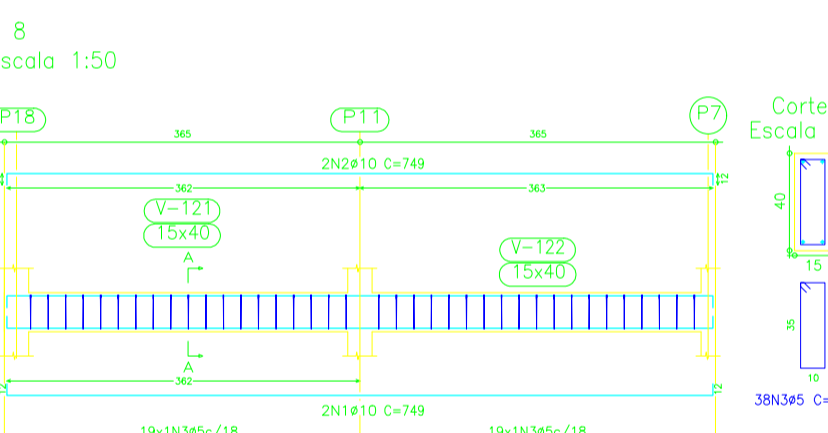 8
scala 1:50
P18
P11
P7
365
365
Corte
Escala
2N2ø10 C=749
12
362
363
V-121
15x40
V-122
15x40
A
A
40
15
35
10
38N3ø5 C=
362
12
12
2N1ø10 C=749
19x1N3ø5c/18
19x1N3ø5c/18